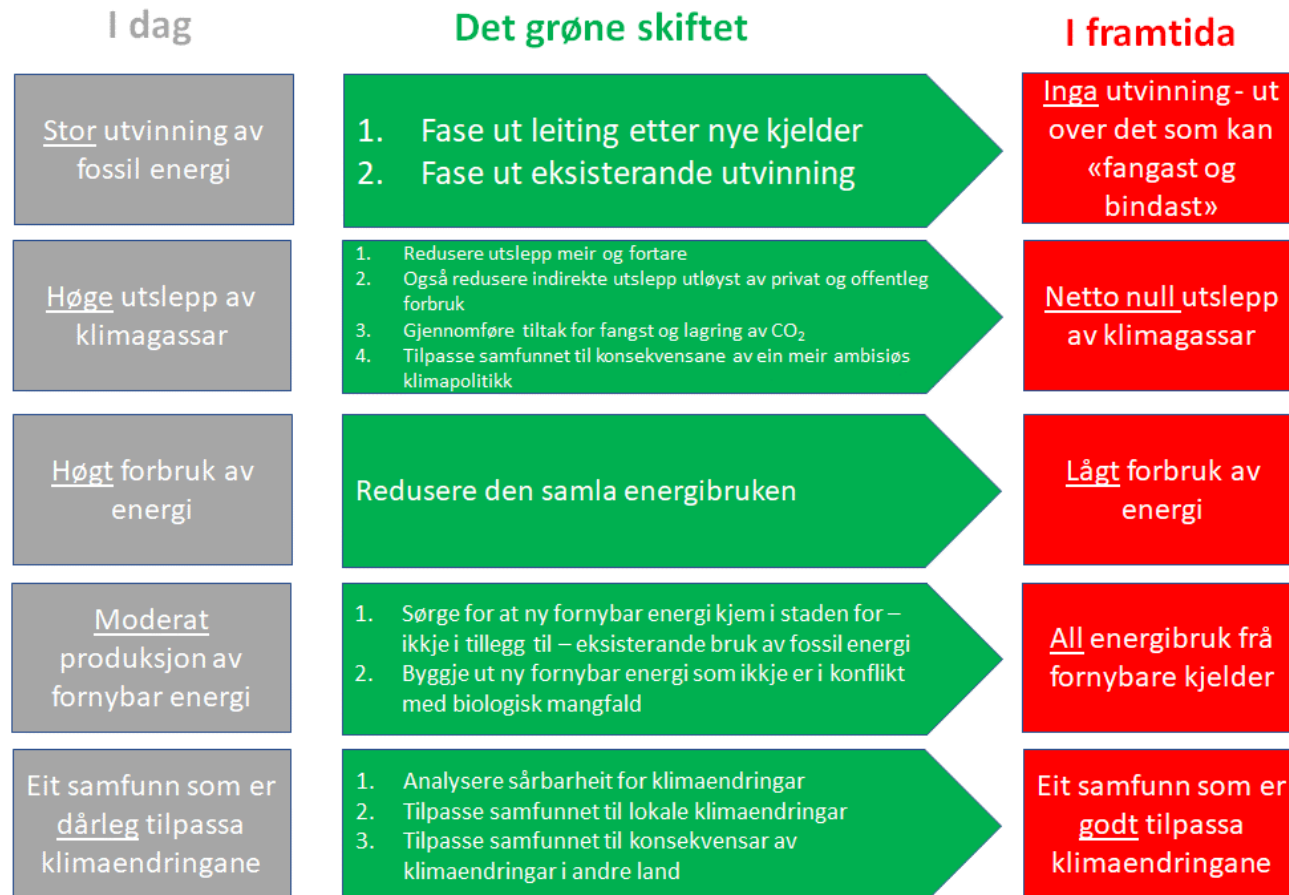 I dag
Det grøne skiftet
I framtida
Stor utvinning av
fossil energi
1. Fase ut leiting etter nye kjelder
2. Fase ut eksisterande utvinning
Inga utvinning - ut
over det som kan
«fangast og
bindast»
Høge utslepp av
klimagassar
1. Redusere utslepp meir og fortare
2. Også redusere indirekte utslepp utløyst av privat og offentleg
forbruk
3. Gjennomføre tiltak for fangst og lagring av CO₂
4. Tilpasse samfunnet til konsekvensane av ein meir ambisiøs
klimapolitikk
Netto null utslepp
av klimagassar
Høgt forbruk av
energi
Redusere den samla energibruken
Lågt forbruk av
energi
Moderat
produksjon av
fornybar energi
1. Sørge for at ny fornybar energi kjem i staden for –
ikkje i tillegg til – eksisterande bruk av fossil energi
2. Byggje ut ny fornybar energi som ikkje er i konflikt
med biologisk mangfald
All energibruk frå
fornybare kjelder
Eit samfunn som er
dårleg tilpassa
klimaendringane
1. Analysere sårbarheit for klimaendringar
2. Tilpasse samfunnet til lokale klimaendringar
3. Tilpasse samfunnet til konsekvensar av
klimaendringar i andre land
Eit samfunn som er
godt tilpassa
klimaendringane